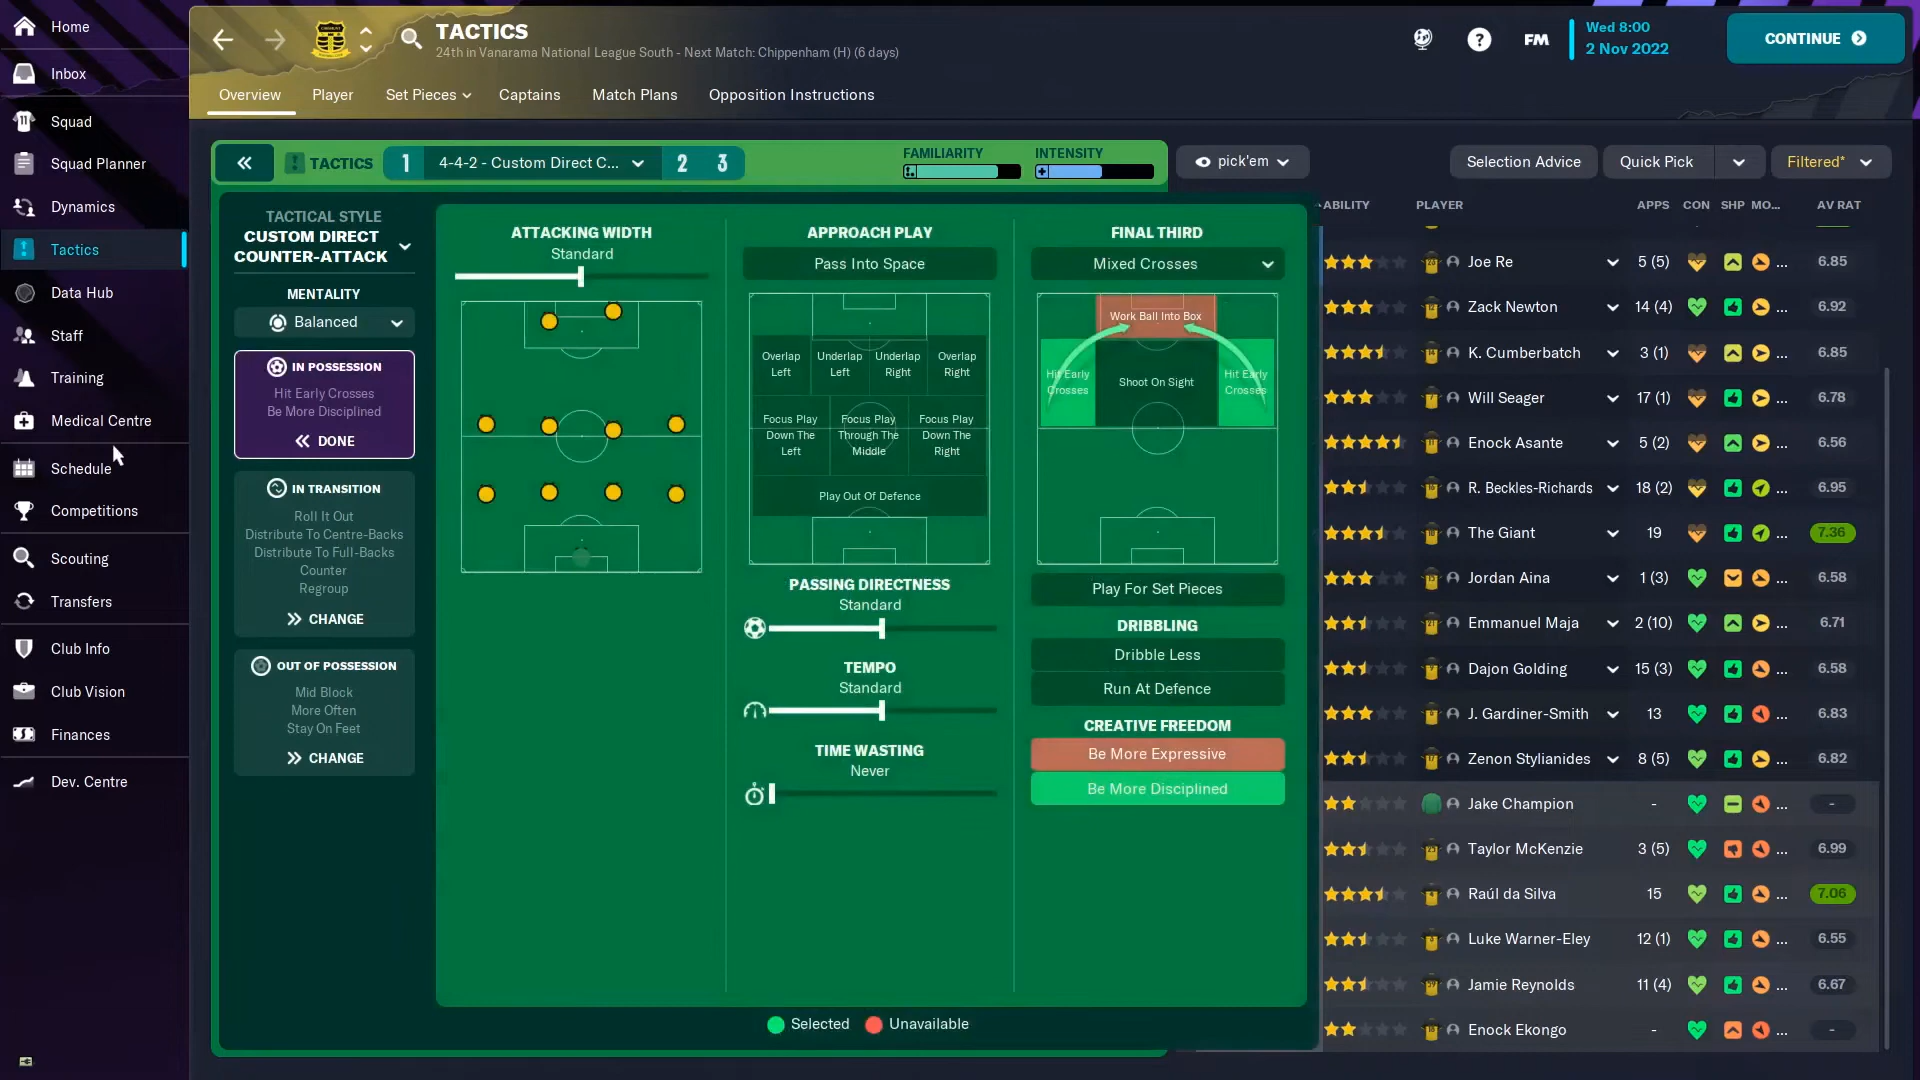 Home
Inbox
Squad
Squad Planner
Dynamics
Tactics
Data Hub
Staff
Training
Medical Centre
Schedule
Competitions
Scouting
Transfers
Club Info
Club Vision
Finances
Dev. Centre
TACTICS
24th in Vanarama National League South - Next Match: Chippenham (H) (6 days)
FM
Wed 8:00
2 Nov 2022
CONTINUE
Overview
Player
Set Pieces
Captains
Match Plans
Opposition Instructions
TACTICS
1
4-4-2 - Custom Direct C...
2
3
FAMILIARITY
INTENSITY
pick'em
Selection Advice
Quick Pick
Filtered*
TACTICAL STYLE
CUSTOM DIRECT
COUNTER-ATTACK
MENTALITY
Balanced
IN POSSESSION
Hit Early Crosses
Be More Disciplined
DONE
IN TRANSITION
Roll It Out
Distribute To Centre-Backs
Distribute To Full-Backs
Counter
Regroup
CHANGE
OUT OF POSSESSION
Mid Block
More Often
Stay On Feet
CHANGE
ATTACKING WIDTH
Standard
APPROACH PLAY
Pass Into Space
Overlap
Left
Underlap
Left
Underlap
Right
Overlap
Right
Focus Play
Down The
Left
Focus Play
Through The
Middle
Focus Play
Down The
Right
Play Out Of Defence
PASSING DIRECTNESS
Standard
TEMPO
Standard
TIME WASTING
Never
FINAL THIRD
Mixed Crosses
Work Ball Into Box
Hit Early
Crosses
Shoot On Sight
Hit Early
Crosses
Play For Set Pieces
DRIBBLING
Dribble Less
Run At Defence
CREATIVE FREEDOM
Be More Expressive
Be More Disciplined
Selected
Unavailable
ABILITY PLAYER APPS CON SHP MO... AV RAT
Joe Re 5 (5) ... 6.85
Zack Newton 14 (4) ... 6.92
K. Cumberbatch 3 (1) ... 6.85
Will Seager 17 (1) ... 6.78
Enock Asante 5 (2) ... 6.56
R. Beckles-Richards 18 (2) ... 6.95
The Giant 19 ... 7.36
Jordan Aina 1 (3) ... 6.58
Emmanuel Maja 2 (10) ... 6.71
Dajon Golding 15 (3) ... 6.58
J. Gardiner-Smith 13 ... 6.83
Zenon Stylianides 8 (5) ... 6.82
Jake Champion - ... -
Taylor McKenzie 3 (5) ... 6.99
Raúl da Silva 15 ... 7.06
Luke Warner-Eley 12 (1) ... 6.55
Jamie Reynolds 11 (4) ... 6.67
Enock Ekongo - ... -